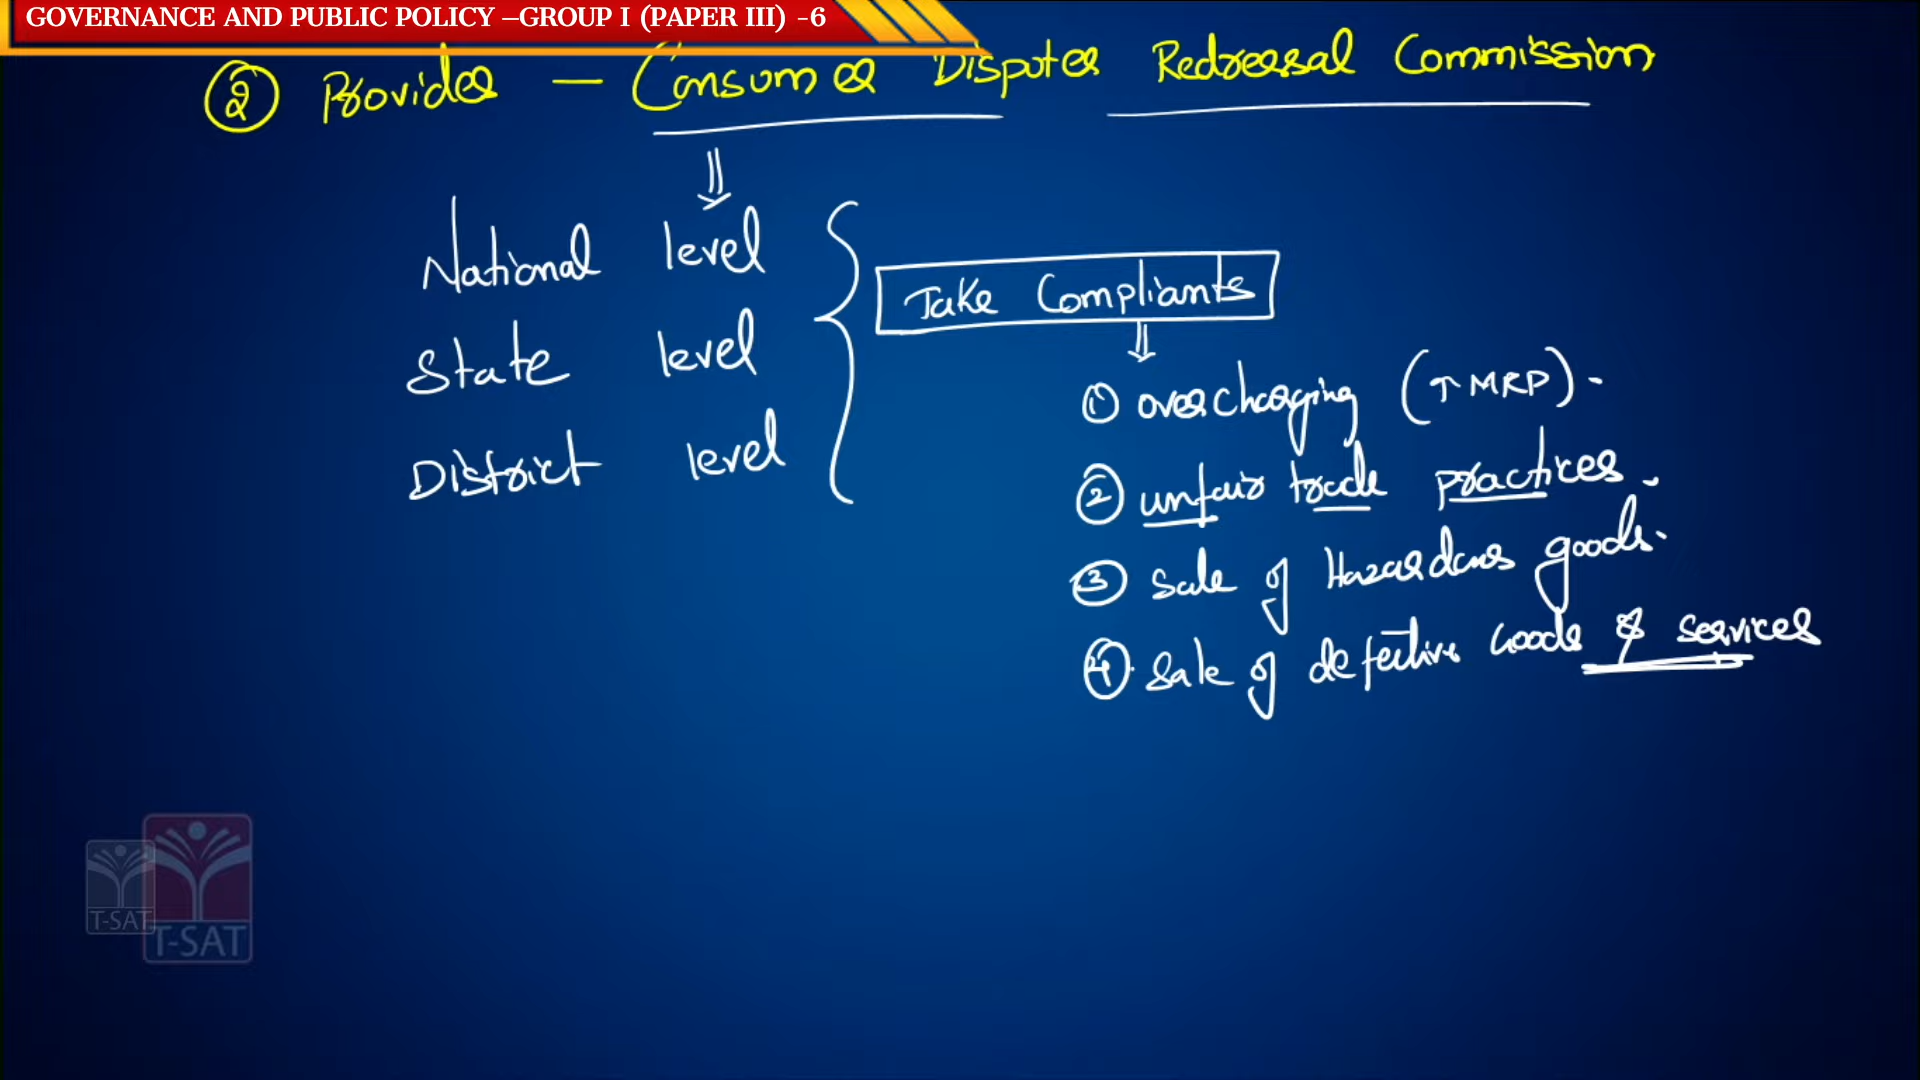 GOVERNANCE AND PUBLIC POLICY –GROUP I (PAPER III) -6
② Provides — Consumer Disputes Redressal Commission
National level
State level
District level
Take Compliants
① overcharging (↑ MRP).
② unfair trade practices.
③ Sale of Hazardous goods.
④ Sale of defective Goods & services
T-SAT
T-SAT